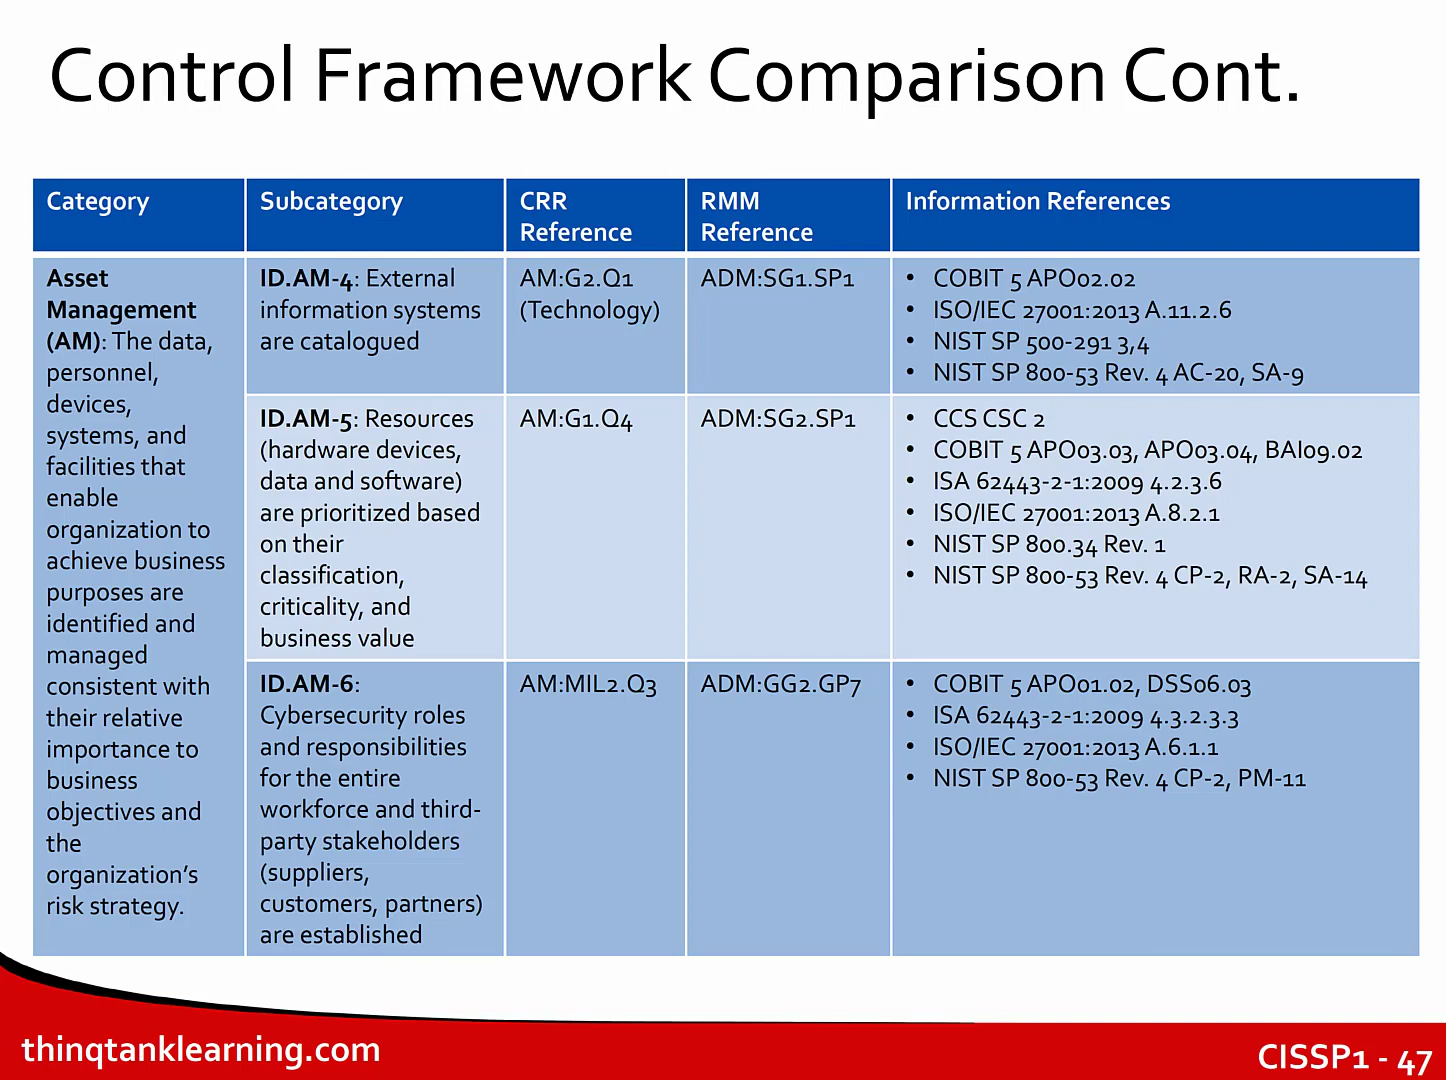 Control Framework Comparison Cont.
Category
Subcategory
CRR
Reference
RMM
Reference
Information References
Asset
Management
(AM): The data,
personnel,
devices,
systems, and
facilities that
enable
organization to
achieve business
purposes are
identified and
managed
consistent with
their relative
importance to
business
objectives and
the
organization’s
risk strategy.
ID.AM-4: External
information systems
are catalogued
AM:G2.Q1
(Technology)
ADM:SG1.SP1
• COBIT 5 APO02.02
• ISO/IEC 27001:2013 A.11.2.6
• NIST SP 500-291 3,4
• NIST SP 800-53 Rev. 4 AC-20, SA-9
ID.AM-5: Resources
(hardware devices,
data and software)
are prioritized based
on their
classification,
criticality, and
business value
AM:G1.Q4
ADM:SG2.SP1
• CCS CSC 2
• COBIT 5 APO03.03, APO03.04, BAI09.02
• ISA 62443-2-1:2009 4.2.3.6
• ISO/IEC 27001:2013 A.8.2.1
• NIST SP 800.34 Rev. 1
• NIST SP 800-53 Rev. 4 CP-2, RA-2, SA-14
ID.AM-6:
Cybersecurity roles
and responsibilities
for the entire
workforce and third-
party stakeholders
(suppliers,
customers, partners)
are established
AM:MIL2.Q3
ADM:GG2.GP7
• COBIT 5 APO01.02, DSS06.03
• ISA 62443-2-1:2009 4.3.2.3.3
• ISO/IEC 27001:2013 A.6.1.1
• NIST SP 800-53 Rev. 4 CP-2, PM-11
thinqtanklearning.com
CISSP1 - 47